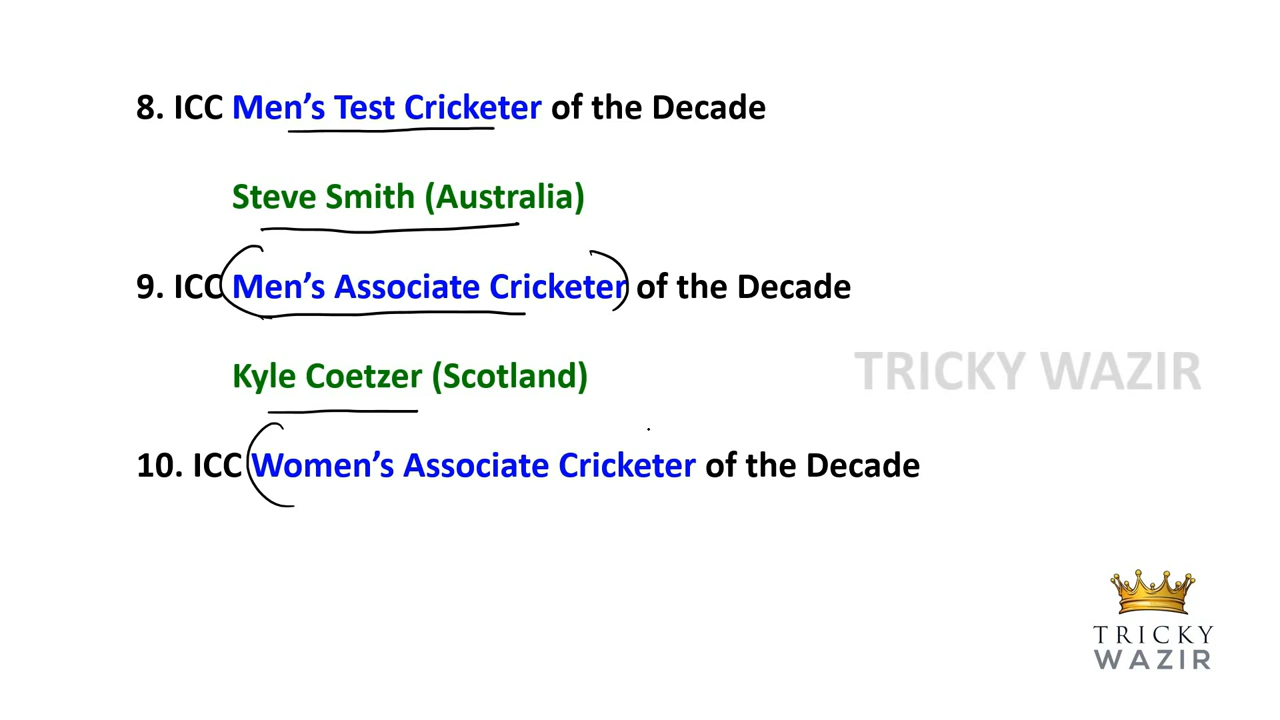 8. ICC Men's Test Cricketer of the Decade
Steve Smith (Australia)
9. ICC Men's Associate Cricketer of the Decade
Kyle Coetzer (Scotland)
TRICKY WAZIR
10. ICC Women's Associate Cricketer of the Decade
TRICKY
WAZIR